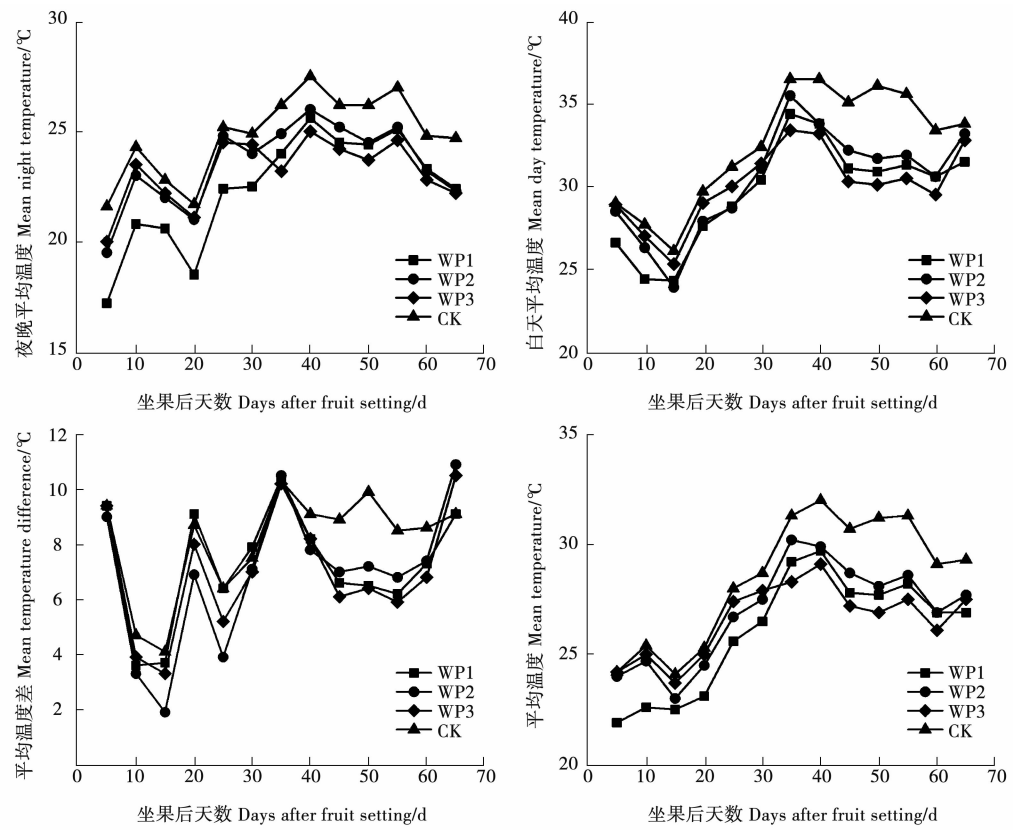 夜晚平均温度 Mean night temperature/℃
30
25
20
15
0 10 20 30 40 50 60 70
WP1
WP2
WP3
CK
坐果后天数 Days after fruit setting/d
白天平均温度 Mean day temperature/℃
40
35
30
25
20
0 10 20 30 40 50 60 70
WP1
WP2
WP3
CK
坐果后天数 Days after fruit setting/d
平均温度差 Mean temperature difference/℃
12
10
8
6
4
2
0 10 20 30 40 50 60 70
WP1
WP2
WP3
CK
坐果后天数 Days after fruit setting/d
平均温度 Mean temperature/℃
35
30
25
20
0 10 20 30 40 50 60 70
WP1
WP2
WP3
CK
坐果后天数 Days after fruit setting/d